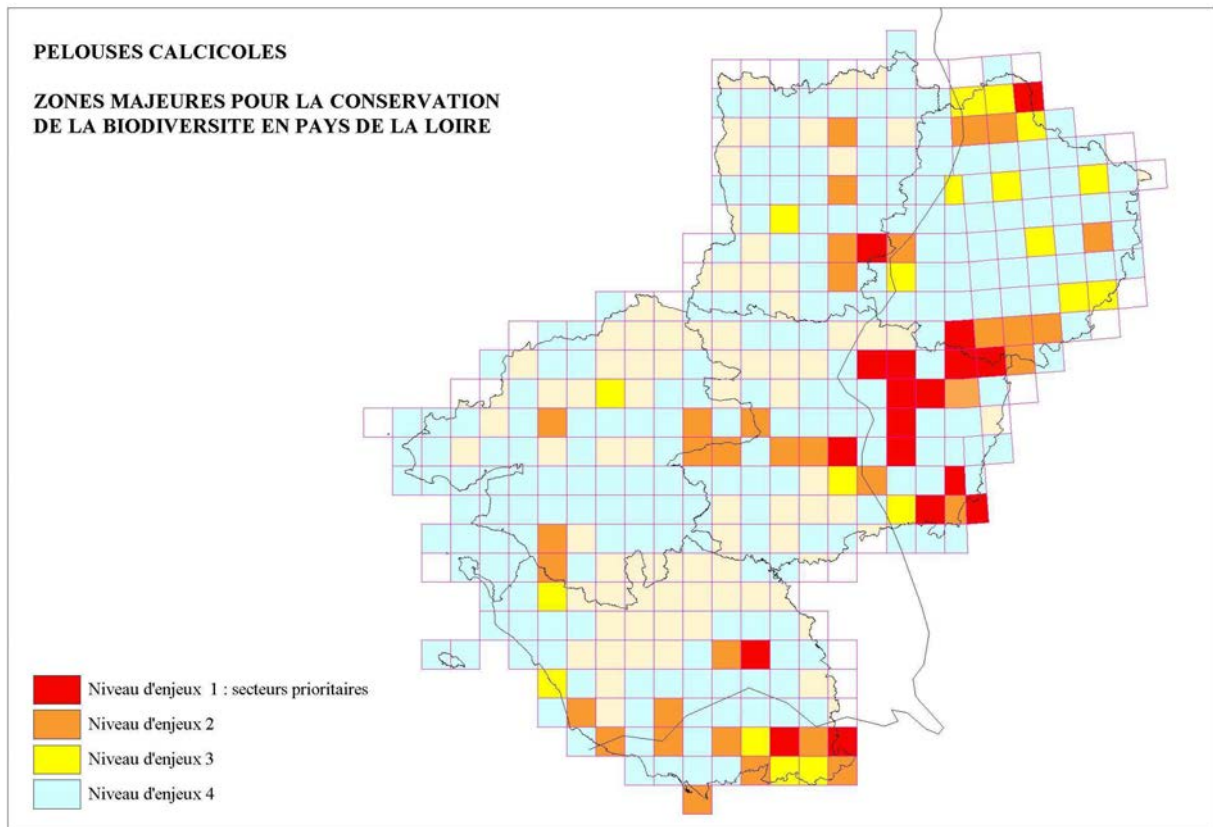 PELOUSES CALCICOLES
ZONES MAJEURES POUR LA CONSERVATION
DE LA BIODIVERSITE EN PAYS DE LA LOIRE
Niveau d'enjeux 1 : secteurs prioritaires
Niveau d'enjeux 2
Niveau d'enjeux 3
Niveau d'enjeux 4